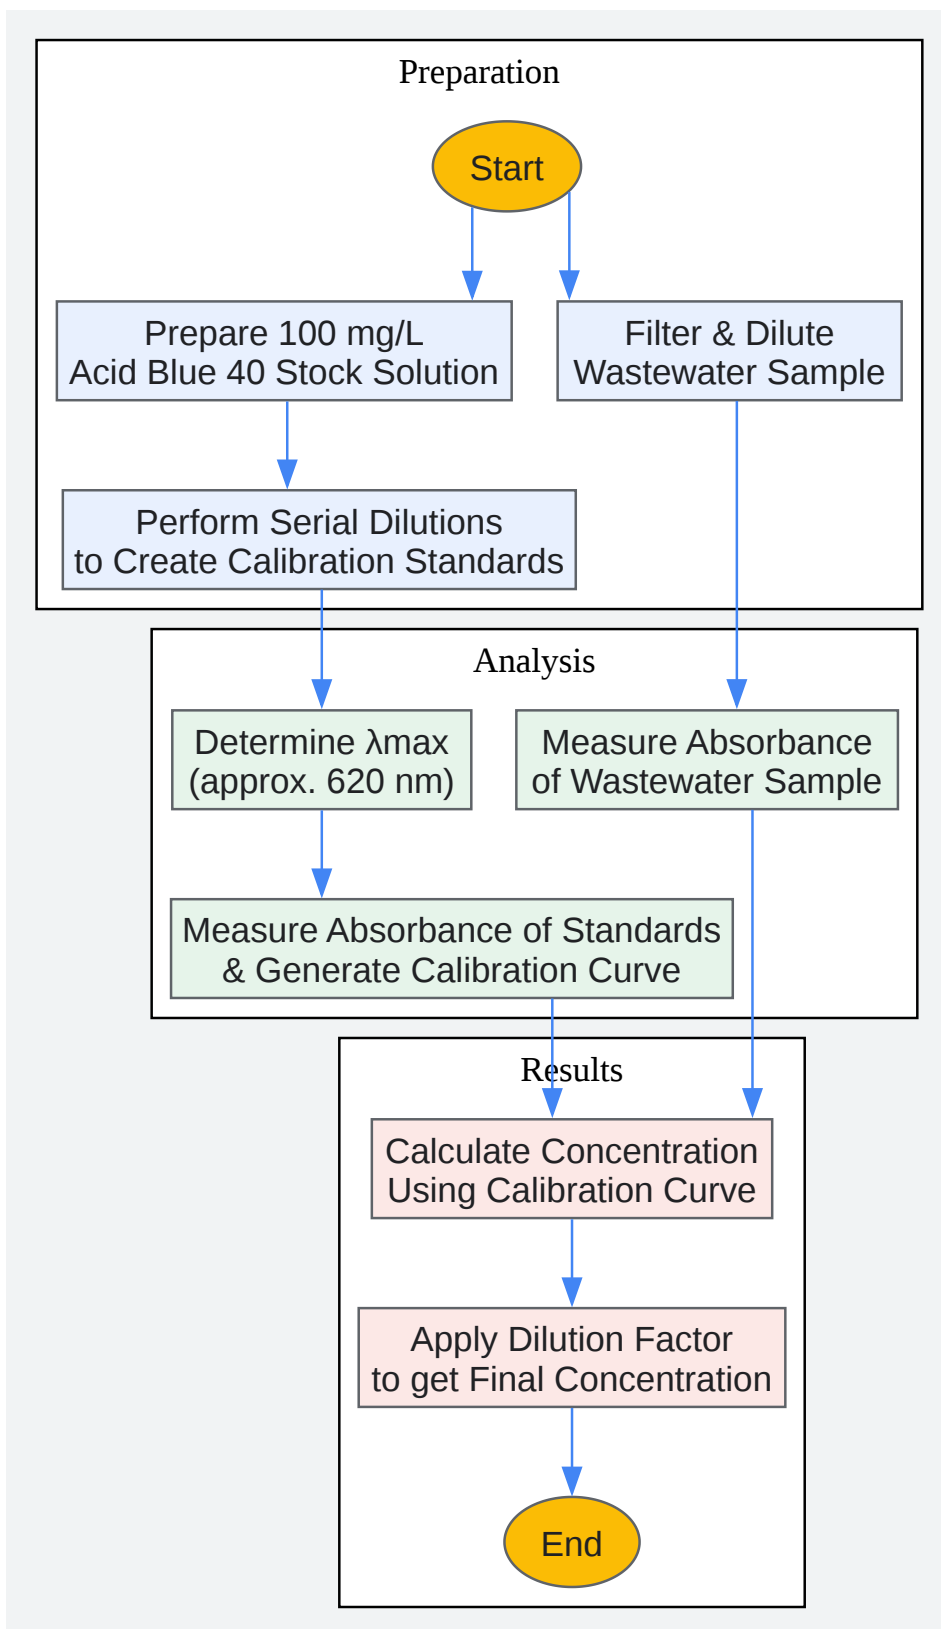 Preparation
Start
Prepare 100 mg/L
Acid Blue 40 Stock Solution
Filter & Dilute
Wastewater Sample
Perform Serial Dilutions
to Create Calibration Standards
Analysis
Determine λmax
(approx. 620 nm)
Measure Absorbance
of Wastewater Sample
Measure Absorbance of Standards
& Generate Calibration Curve
Results
Calculate Concentration
Using Calibration Curve
Apply Dilution Factor
to get Final Concentration
End